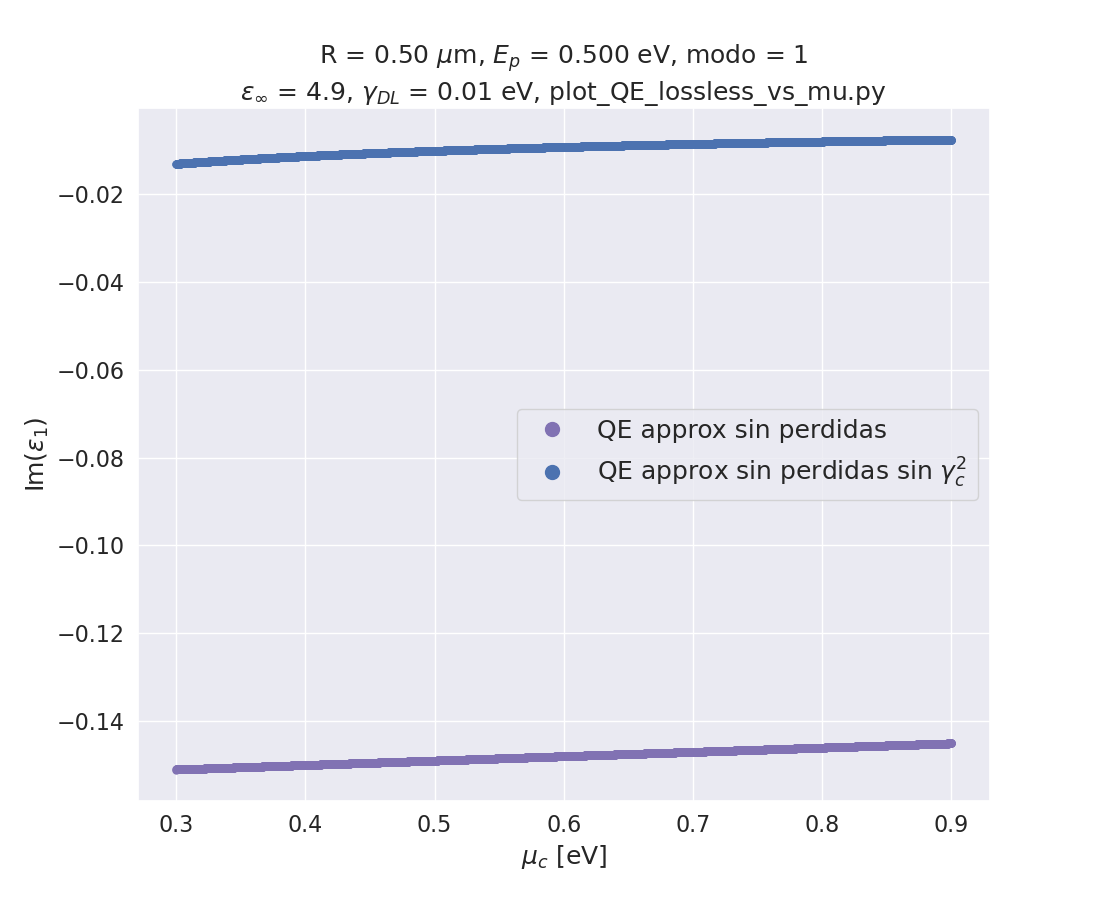 R = 0.50 μm, E_p = 0.500 eV, modo = 1
ε_∞ = 4.9, γ_DL = 0.01 eV, plot_QE_lossless_vs_mu.py
−0.02
−0.04
−0.06
−0.08
−0.10
−0.12
−0.14
Im(ε₁)
QE approx sin perdidas
QE approx sin perdidas sin γ_c^2
0.3 0.4 0.5 0.6 0.7 0.8 0.9
μ_c [eV]